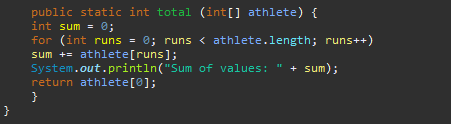 public static int total (int[] athlete) {
int sum = 0;
for (int runs = 0; runs < athlete.length; runs++)
sum += athlete[runs];
System.out.println("Sum of values: " + sum);
return athlete[0];
}
}